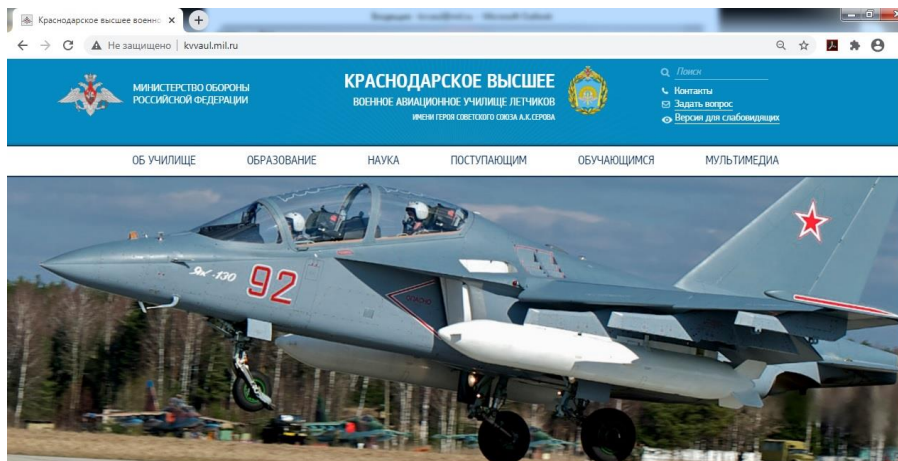 Краснодарское высшее военно
Не защищено
kvvaul.mil.ru
МИНИСТЕРСТВО ОБОРОНЫ
РОССИЙСКОЙ ФЕДЕРАЦИИ
КРАСНОДАРСКОЕ ВЫСШЕЕ
ВОЕННОЕ АВИАЦИОННОЕ УЧИЛИЩЕ ЛЕТЧИКОВ
ИМЕНИ ГЕРОЯ СОВЕТСКОГО СОЮЗА А.К.СЕРОВА
Поиск
Контакты
Задать вопрос
Версия для слабовидящих
ОБ УЧИЛИЩЕ ОБРАЗОВАНИЕ НАУКА ПОСТУПАЮЩИМ ОБУЧАЮЩИМСЯ МУЛЬТИМЕДИА
Як-130
92